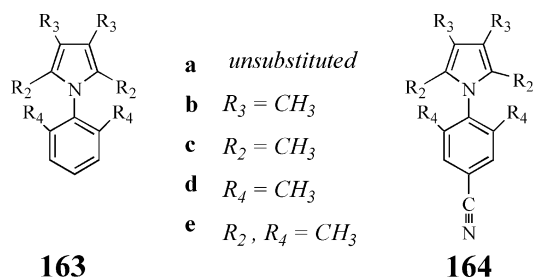 R3 R3
R2 R2
N
R4 R4
163
a unsubstituted
b R3 = CH3
c R2 = CH3
d R4 = CH3
e R2 , R4 = CH3
R3 R3
R2 R2
N
R4 R4
C
N
164